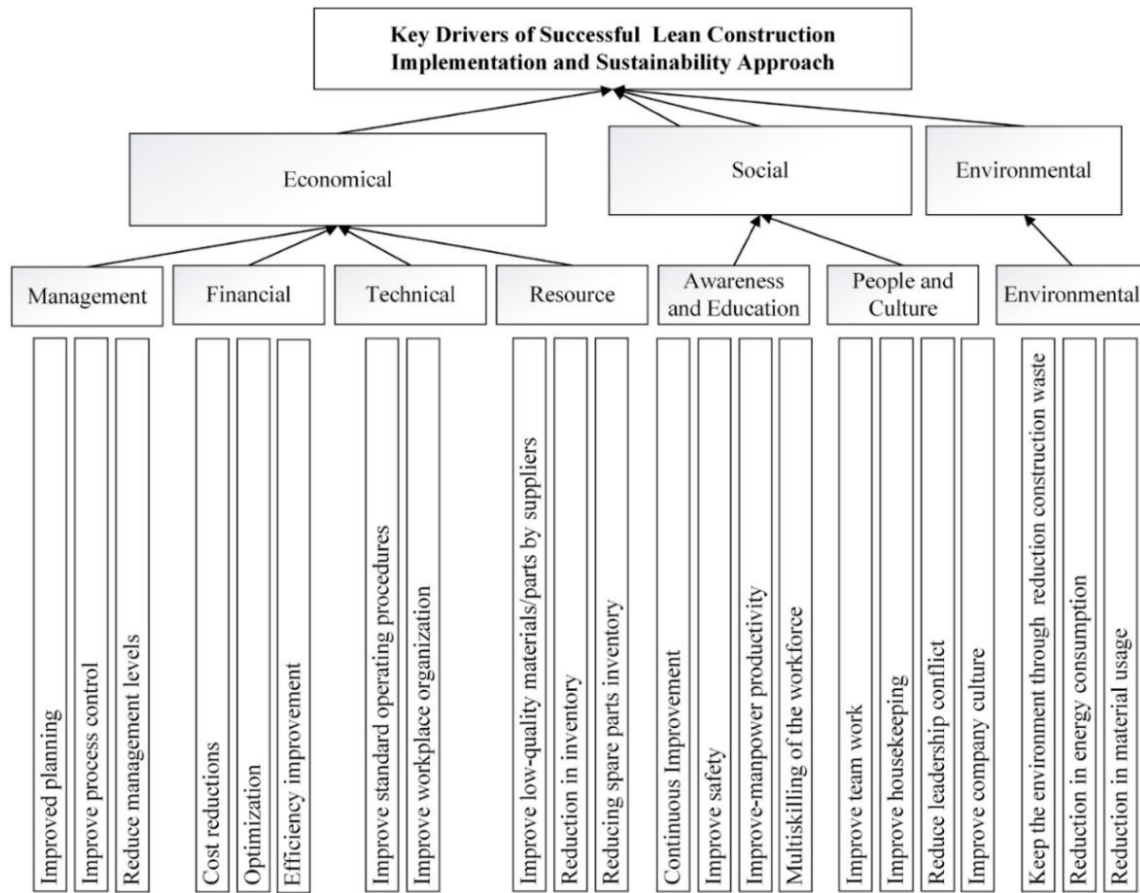 Key Drivers of Successful Lean Construction
Implementation and Sustainability Approach
Economical
Social
Environmental
Management
Financial
Technical
Resource
Awareness
and Education
People and
Culture
Environmental
Improved planning
Improve process control
Reduce management levels
Cost reductions
Optimization
Efficiency improvement
Improve standard operating procedures
Improve workplace organization
Improve low-quality materials/parts by suppliers
Reduction in inventory
Reducing spare parts inventory
Continuous Improvement
Improve safety
Improve-manpower productivity
Multiskilling of the workforce
Improve team work
Improve housekeeping
Reduce leadership conflict
Improve company culture
Keep the environment through reduction construction waste
Reduction in energy consumption
Reduction in material usage